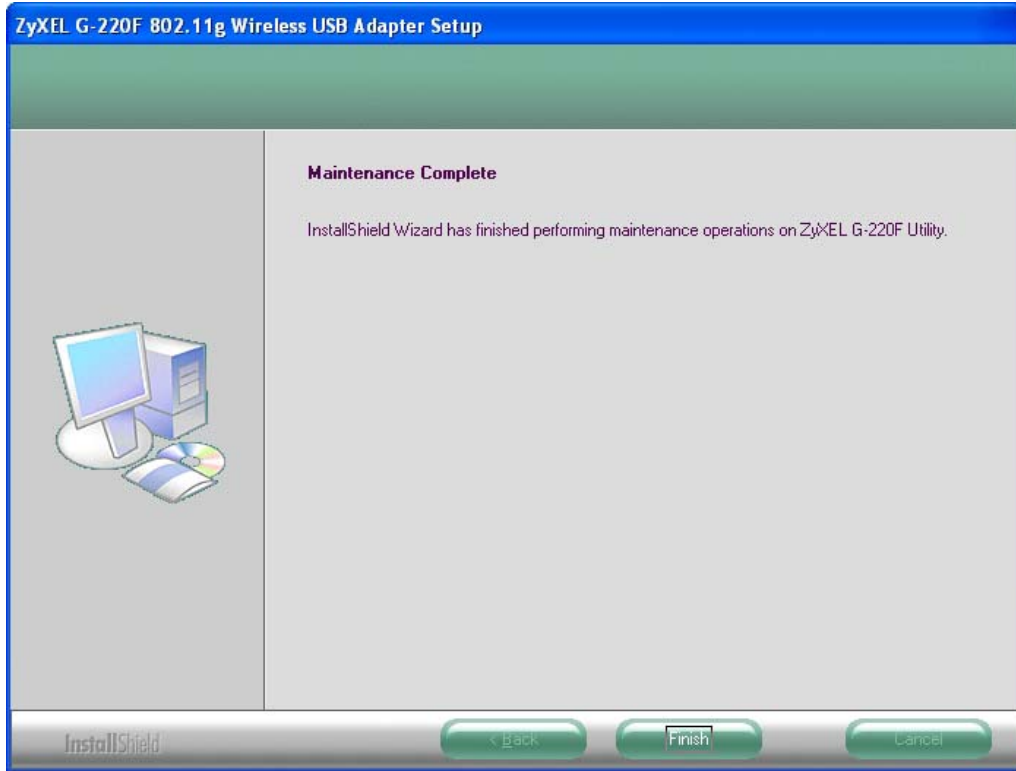 ZyXEL G-220F 802.11g Wireless USB Adapter Setup
Maintenance Complete
InstallShield Wizard has finished performing maintenance operations on ZyXEL G-220F Utility.
InstallShield
< Back
Finish
Cancel